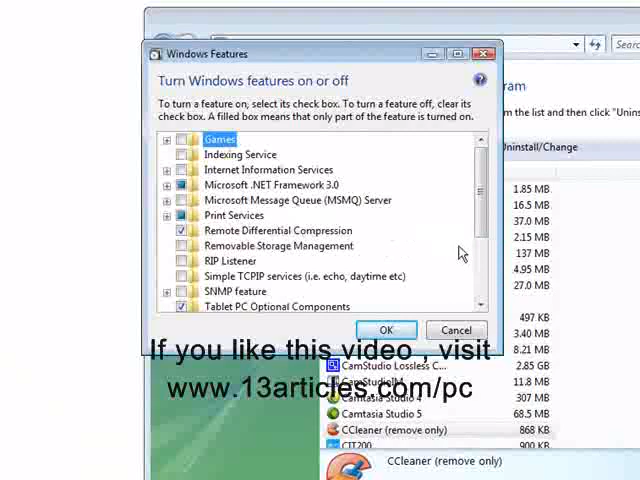 Windows Features
Searc
Turn Windows features on or off
ram
To turn a feature on, select its check box. To turn a feature off, clear its
check box. A filled box means that only part of the feature is turned on.
m the list and then click "Unins
Uninstall/Change
Games
Indexing Service
Internet Information Services
Microsoft .NET Framework 3.0
Microsoft Message Queue (MSMQ) Server
Print Services
Remote Differential Compression
Removable Storage Management
RIP Listener
Simple TCPIP services (i.e. echo, daytime etc)
SNMP feature
Tablet PC Optional Components
1.85 MB
16.5 MB
37.0 MB
2.15 MB
137 MB
4.95 MB
27.0 MB
497 KB
3.40 MB
8.21 MB
OK
Cancel
If you like this video , visit
www.13articles.com/pc
CamStudio Lossless C... 2.85 GB
CamStudioIM 11.8 MB
Camtasia Studio 4 307 MB
Camtasia Studio 5 68.5 MB
CCleaner (remove only) 868 KB
CIT200 900 KB
CCleaner (remove only)